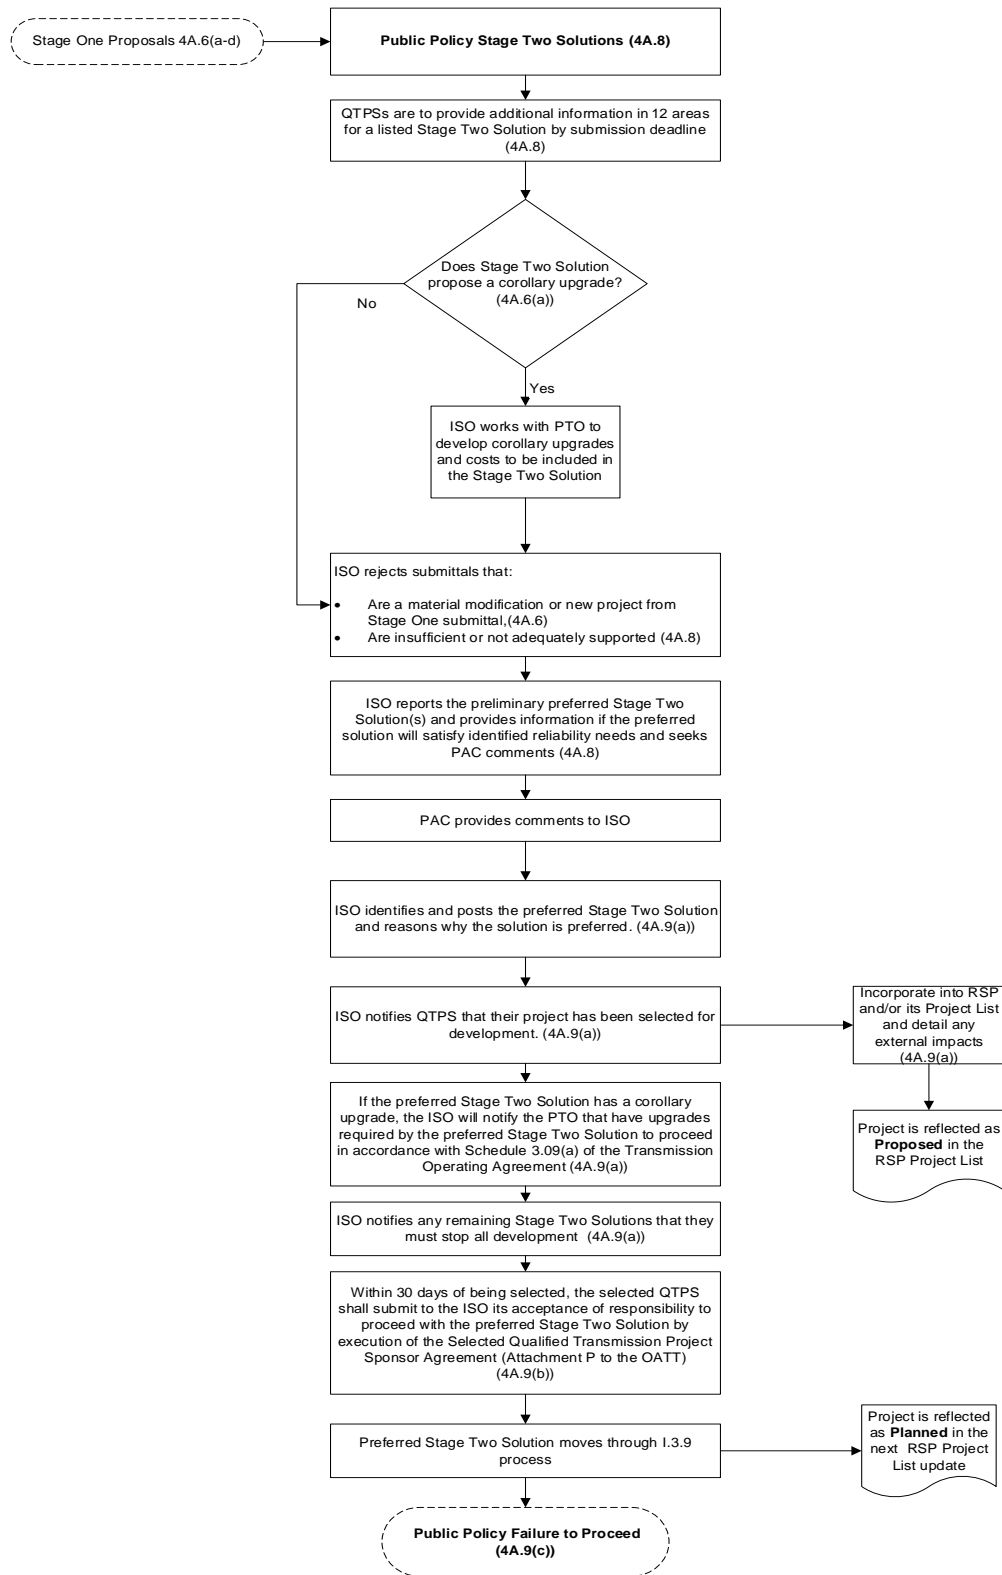 Stage One Proposals 4A.6(a-d)
Public Policy Stage Two Solutions (4A.8)
QTPSs are to provide additional information in 12 areas
for a listed Stage Two Solution by submission deadline
(4A.8)
Does Stage Two Solution
propose a corollary upgrade?
(4A.6(a))
No
Yes
ISO works with PTO to
develop corollary upgrades
and costs to be included in
the Stage Two Solution
ISO rejects submittals that:
• Are a material modification or new project from
Stage One submittal,(4A.6)
• Are insufficient or not adequately supported (4A.8)
ISO reports the preliminary preferred Stage Two
Solution(s) and provides information if the preferred
solution will satisfy identified reliability needs and seeks
PAC comments (4A.8)
PAC provides comments to ISO
ISO identifies and posts the preferred Stage Two Solution
and reasons why the solution is preferred. (4A.9(a))
ISO notifies QTPS that their project has been selected for
development. (4A.9(a))
Incorporate into RSP
and/or its Project List
and detail any
external impacts
(4A.9(a))
If the preferred Stage Two Solution has a corollary
upgrade, the ISO will notify the PTO that have upgrades
required by the preferred Stage Two Solution to proceed
in accordance with Schedule 3.09(a) of the Transmission
Operating Agreement (4A.9(a))
Project is reflected as
Proposed in the
RSP Project List
ISO notifies any remaining Stage Two Solutions that they
must stop all development (4A.9(a))
Within 30 days of being selected, the selected QTPS
shall submit to the ISO its acceptance of responsibility to
proceed with the preferred Stage Two Solution by
execution of the Selected Qualified Transmission Project
Sponsor Agreement (Attachment P to the OATT)
(4A.9(b))
Preferred Stage Two Solution moves through I.3.9
process
Project is reflected
as Planned in the
next RSP Project
List update
Public Policy Failure to Proceed
(4A.9(c))